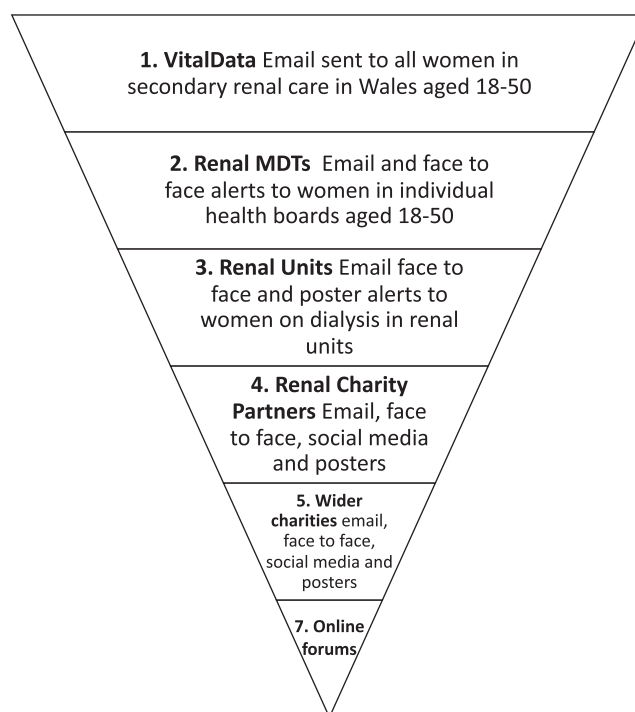 1. VitalData Email sent to all women in
secondary renal care in Wales aged 18-50
2. Renal MDTs  Email and face to
face alerts to women in individual
health boards aged 18-50
3. Renal Units Email face to
face and poster alerts to
women on dialysis in renal
units
4. Renal Charity
Partners Email, face
to face, social media
and posters
5. Wider
charities email,
face to face,
social media and
posters
7. Online
forums